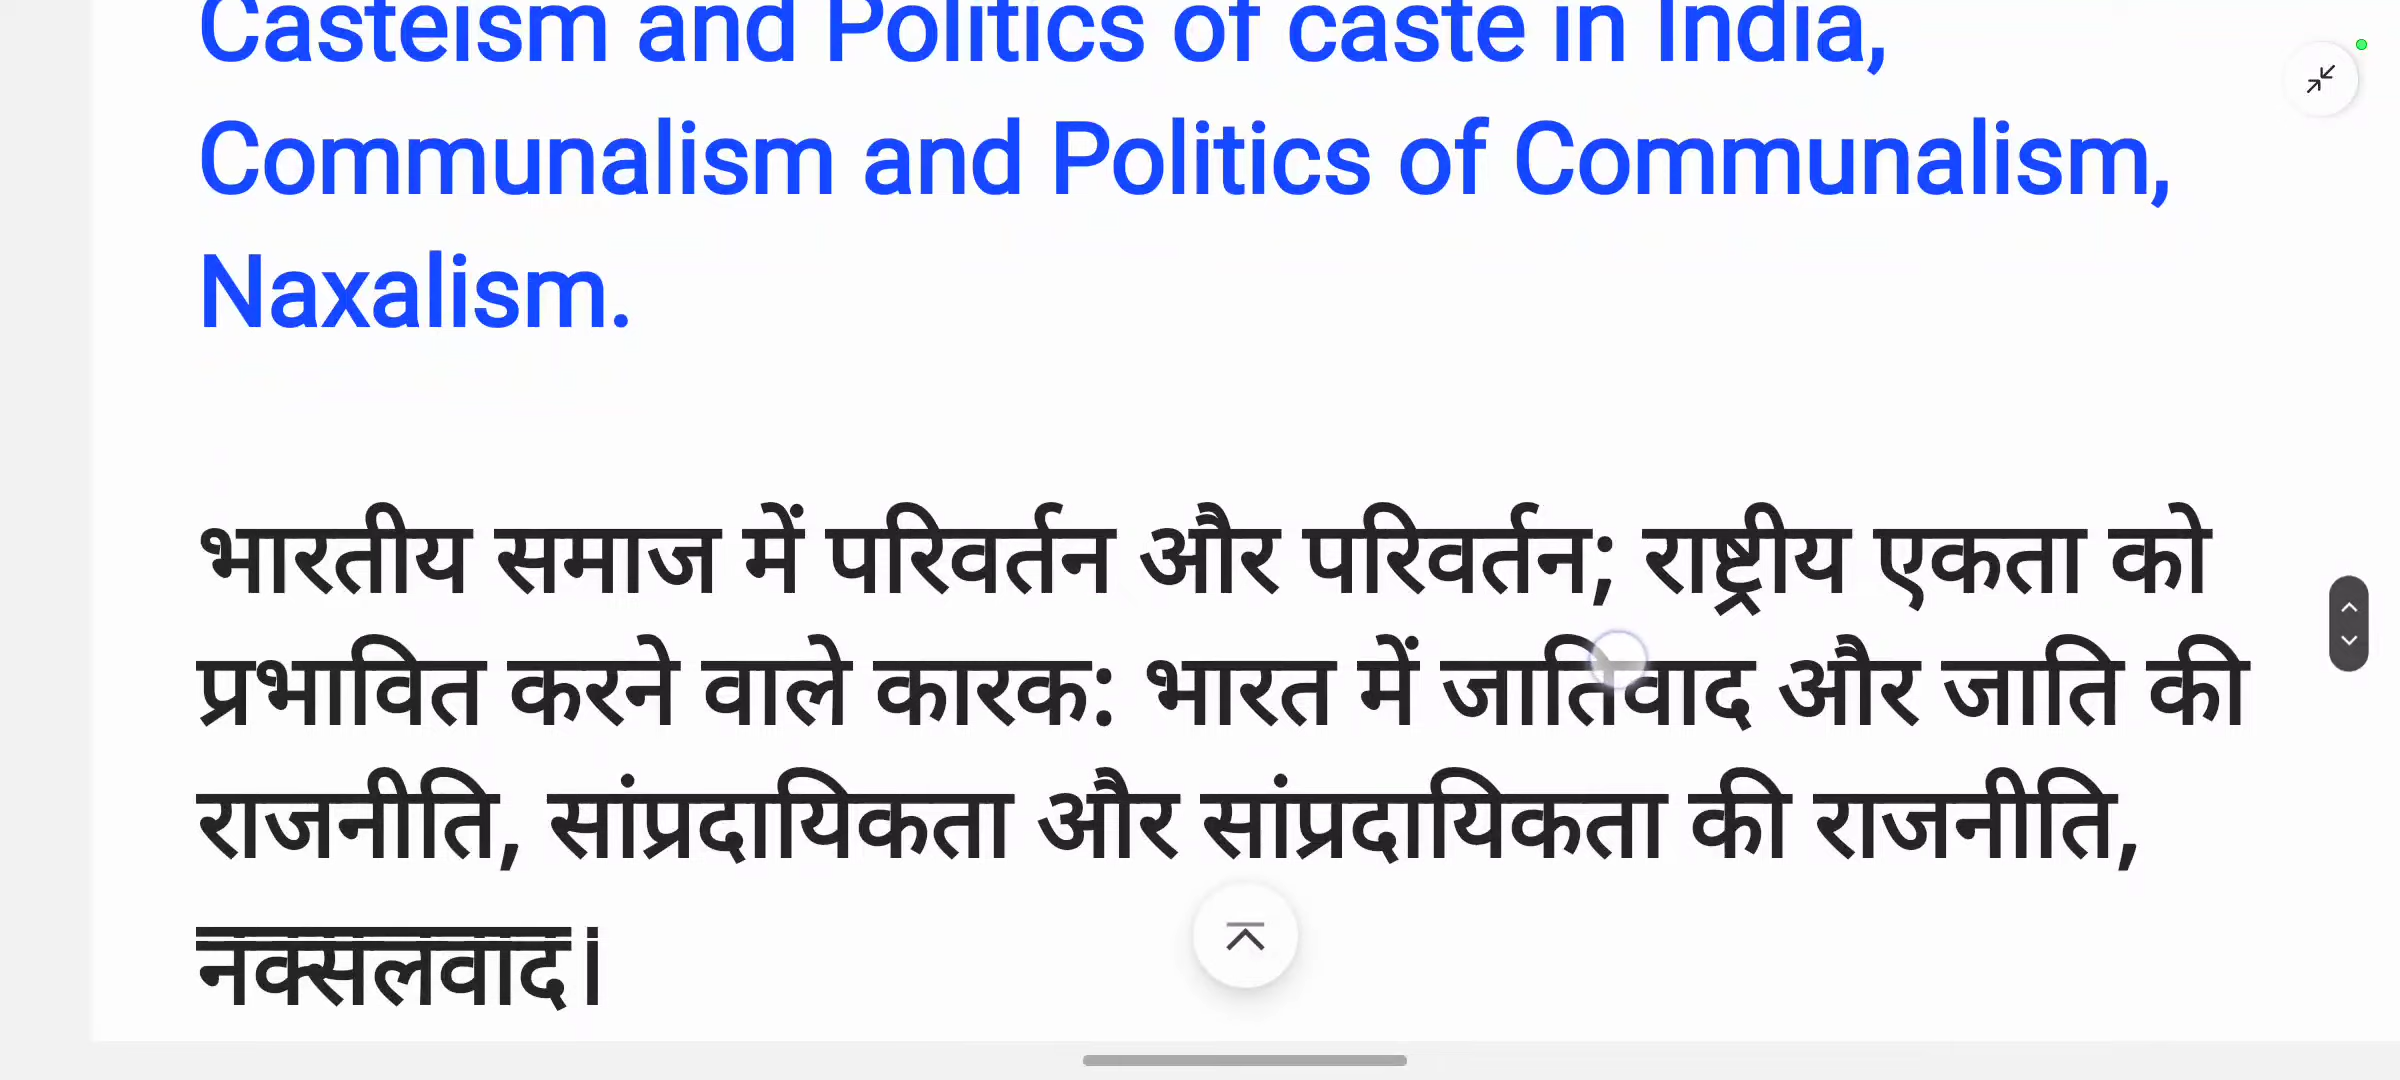 Casteism and Politics of caste in India,
Communalism and Politics of Communalism,
Naxalism.
भारतीय समाज में परिवर्तन और परिवर्तन; राष्ट्रीय एकता को
प्रभावित करने वाले कारक: भारत में जातिवाद और जाति की
राजनीति, सांप्रदायिकता और सांप्रदायिकता की राजनीति,
नक्सलवाद।